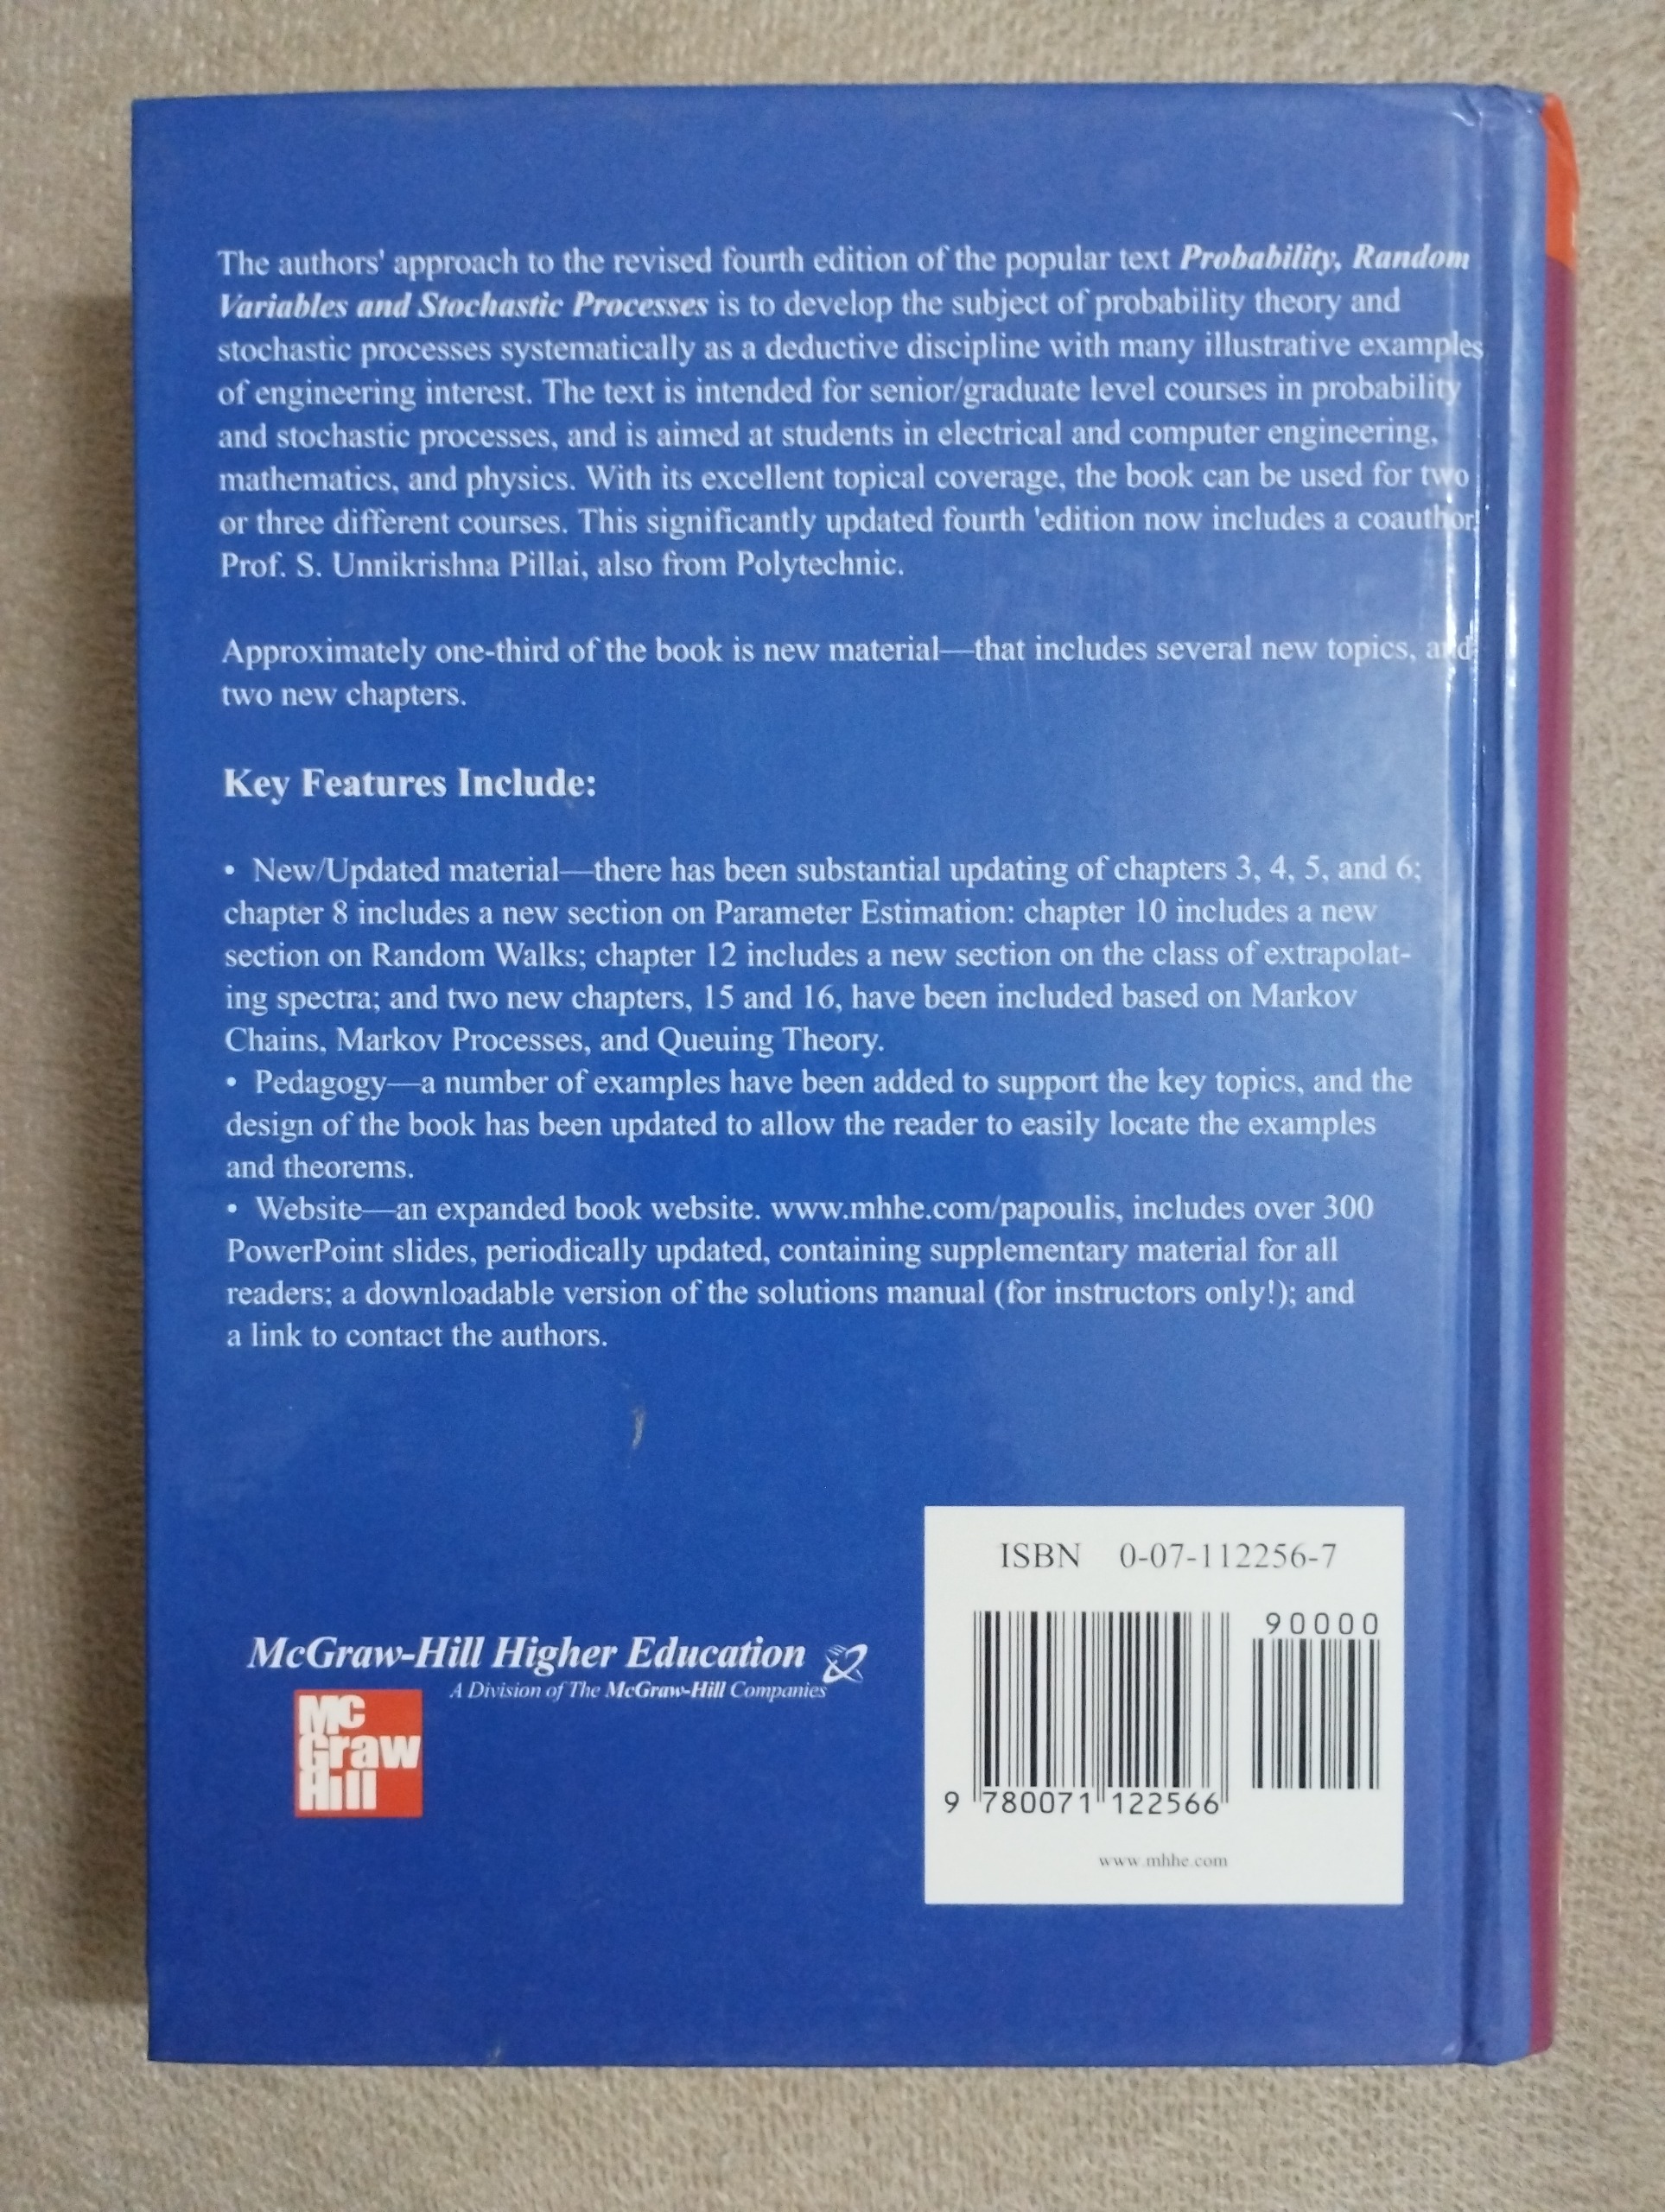 The authors' approach to the revised fourth edition of the popular text Probability, Random
Variables and Stochastic Processes is to develop the subject of probability theory and
stochastic processes systematically as a deductive discipline with many illustrative examples
of engineering interest. The text is intended for senior/graduate level courses in probability
and stochastic processes, and is aimed at students in electrical and computer engineering,
mathematics, and physics. With its excellent topical coverage, the book can be used for two
or three different courses. This significantly updated fourth 'edition now includes a coauthor,
Prof. S. Unnikrishna Pillai, also from Polytechnic.
Approximately one-third of the book is new material—that includes several new topics, and
two new chapters.
Key Features Include:
• New/Updated material—there has been substantial updating of chapters 3, 4, 5, and 6;
chapter 8 includes a new section on Parameter Estimation: chapter 10 includes a new
section on Random Walks; chapter 12 includes a new section on the class of extrapolat-
ing spectra; and two new chapters, 15 and 16, have been included based on Markov
Chains, Markov Processes, and Queuing Theory.
• Pedagogy—a number of examples have been added to support the key topics, and the
design of the book has been updated to allow the reader to easily locate the examples
and theorems.
• Website—an expanded book website. www.mhhe.com/papoulis, includes over 300
PowerPoint slides, periodically updated, containing supplementary material for all
readers; a downloadable version of the solutions manual (for instructors only!); and
a link to contact the authors.
McGraw-Hill Higher Education
A Division of The McGraw-Hill Companies
Mc
Graw
Hill
ISBN 0-07-112256-7
90000
9 780071 122566
www.mhhe.com